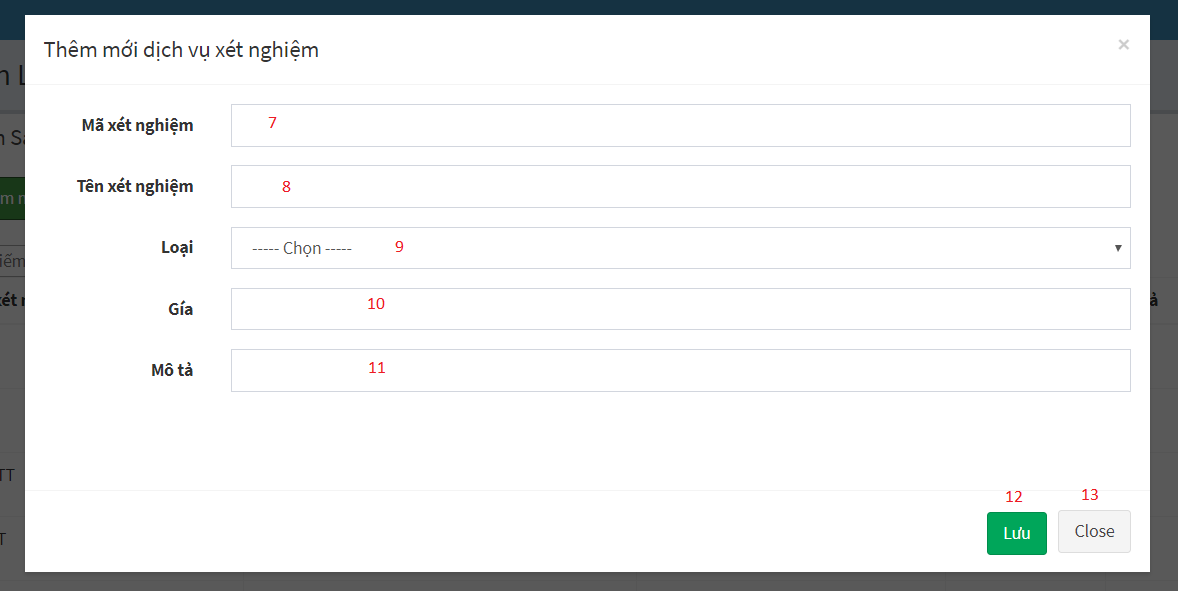 Thêm mới dịch vụ xét nghiệm ×
Mã xét nghiệm 7
Tên xét nghiệm 8
Loại ----- Chọn ----- 9
Gía 10
Mô tả 11
12 13
Lưu Close
TT